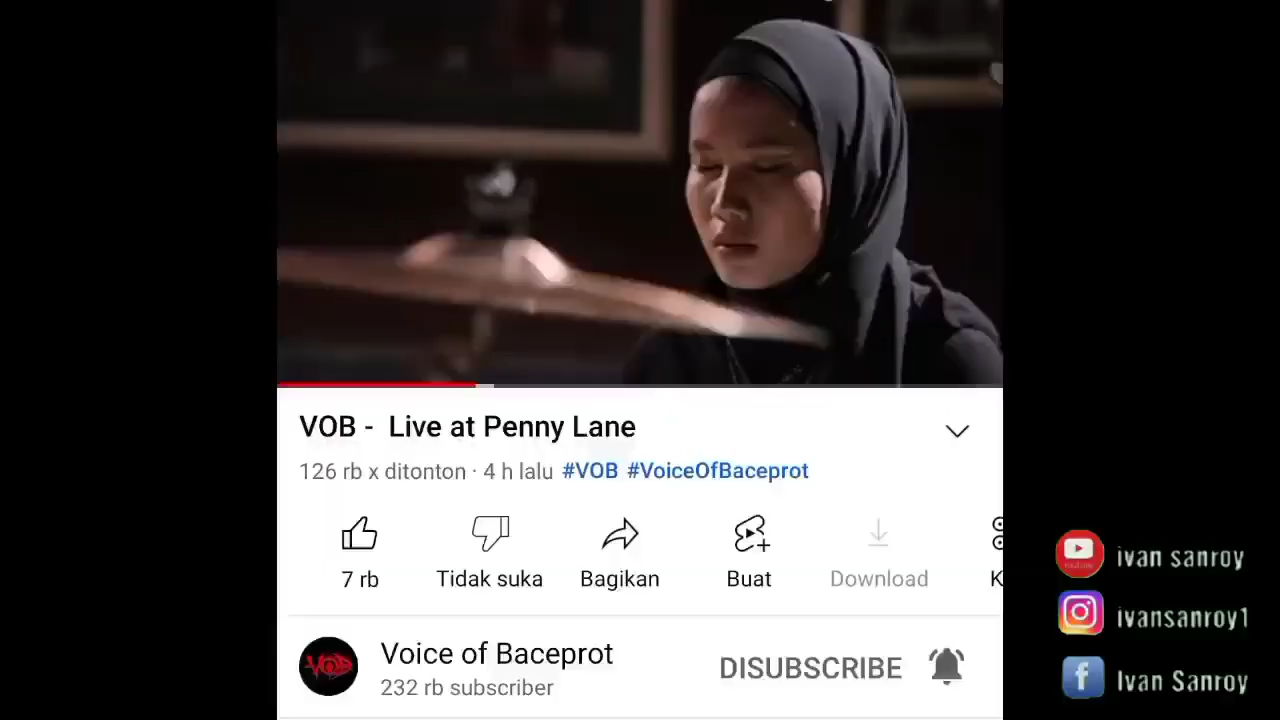 VOB - Live at Penny Lane
126 rb x ditonton · 4 h lalu #VOB #VoiceOfBaceprot
7 rb
Tidak suka
Bagikan
Buat
Download
K
VOB
Voice of Baceprot
232 rb subscriber
DISUBSCRIBE
ivan sanroy
ivansanroy1
Ivan Sanroy